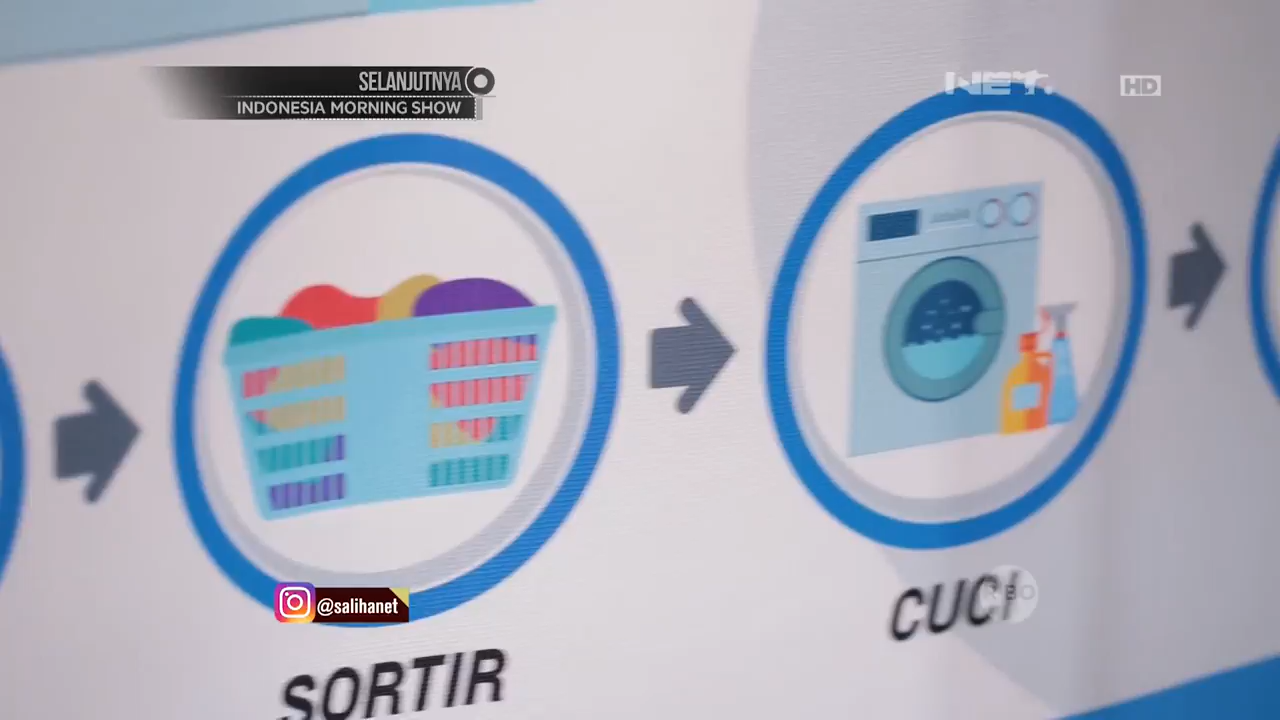 SELANJUTNYA
INDONESIA MORNING SHOW
NET.
HD
@salihanet
SORTIR
CUCI